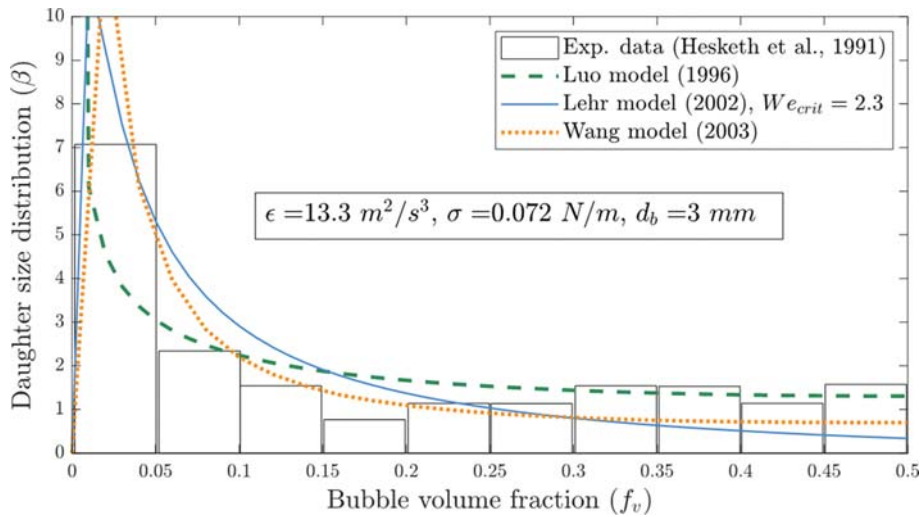 10
9
8
7
6
5
4
3
2
1
0
Daughter size distribution (β)
Exp. data (Hesketh et al., 1991)
Luo model (1996)
Lehr model (2002), We_{crit} = 2.3
Wang model (2003)
ϵ =13.3 m²/s³, σ =0.072 N/m, d_b =3 mm
0 0.05 0.1 0.15 0.2 0.25 0.3 0.35 0.4 0.45 0.5
Bubble volume fraction (f_v)